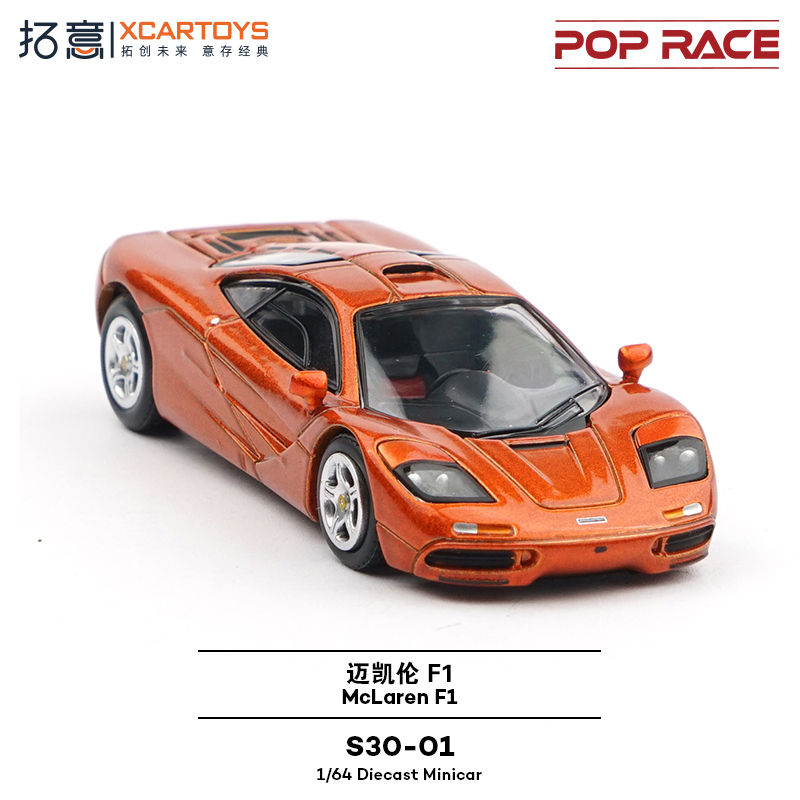 拓意 XCARTOYS
拓创未来 意存经典
POP RACE
迈凯伦 F1
McLaren F1
S30-01
1/64 Diecast Minicar